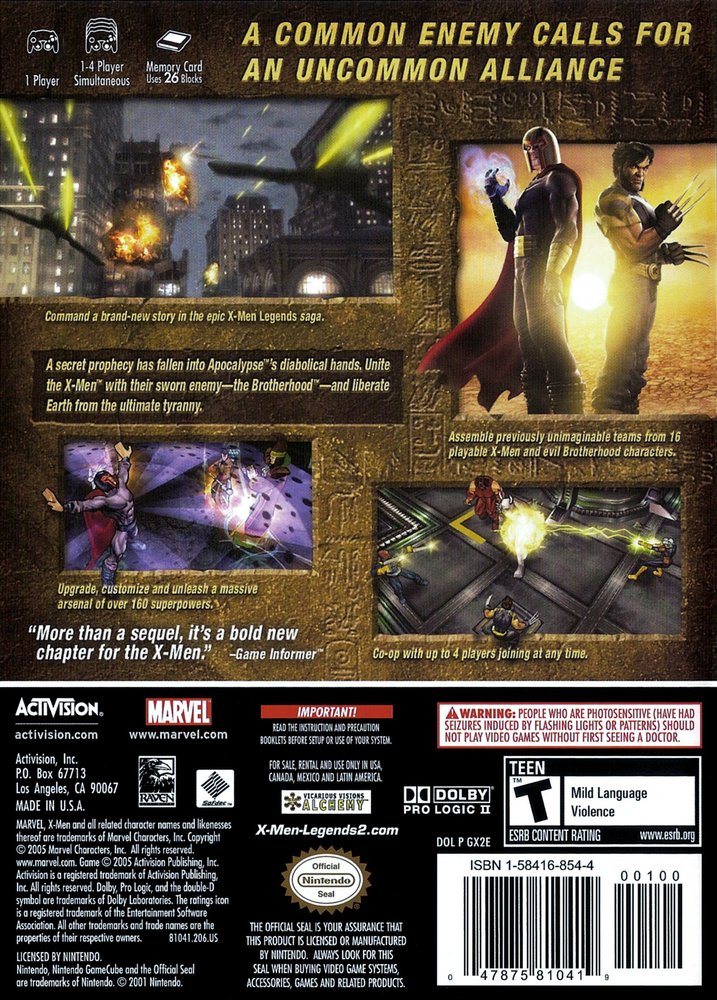 A COMMON ENEMY CALLS FOR
AN UNCOMMON ALLIANCE
1 Player
1-4 Player
Simultaneous
Memory Card
Uses 26 Blocks
Command a brand-new story in the epic X-Men Legends saga.
A secret prophecy has fallen into Apocalypse™'s diabolical hands. Unite
the X-Men™ with their sworn enemy—the Brotherhood™—and liberate
Earth from the ultimate tyranny.
Assemble previously unimaginable teams from 16
playable X-Men and evil Brotherhood characters.
Upgrade, customize and unleash a massive
arsenal of over 160 superpowers.
Co-op with up to 4 players joining at any time.
"More than a sequel, it's a bold new
chapter for the X-Men." –Game Informer™
ACTIVISION®
activision.com
MARVEL
www.marvel.com
Activision, Inc.
P.O. Box 67713
Los Angeles, CA 90067
MADE IN U.S.A.
RAVEN
Safdec™
MARVEL, X-Men and all related character names and likenesses
thereof are trademarks of Marvel Characters, Inc. Copyright
© 2005 Marvel Characters, Inc. All rights reserved.
www.marvel.com. Game © 2005 Activision Publishing, Inc.
Activision is a registered trademark of Activision Publishing,
Inc. All rights reserved. Dolby, Pro Logic, and the double-D
symbol are trademarks of Dolby Laboratories. The ratings icon
is a registered trademark of the Entertainment Software
Association. All other trademarks and trade names are the
properties of their respective owners. 81041.206.US
LICENSED BY NINTENDO.
Nintendo, Nintendo GameCube and the Official Seal
are trademarks of Nintendo. © 2001 Nintendo.
IMPORTANT!
READ THE INSTRUCTION AND PRECAUTION
BOOKLETS BEFORE SETUP OR USE OF YOUR SYSTEM.
FOR SALE, RENTAL AND USE ONLY IN USA,
CANADA, MEXICO AND LATIN AMERICA.
VICARIOUS VISIONS
ALCHEMY™
X-Men-Legends2.com
Official
Nintendo
Seal
THE OFFICIAL SEAL IS YOUR ASSURANCE THAT
THIS PRODUCT IS LICENSED OR MANUFACTURED
BY NINTENDO. ALWAYS LOOK FOR THIS
SEAL WHEN BUYING VIDEO GAME SYSTEMS,
ACCESSORIES, GAMES AND RELATED PRODUCTS.
DOLBY
PRO LOGIC II
WARNING: PEOPLE WHO ARE PHOTOSENSITIVE (HAVE HAD
SEIZURES INDUCED BY FLASHING LIGHTS OR PATTERNS) SHOULD
NOT PLAY VIDEO GAMES WITHOUT FIRST SEEING A DOCTOR.
DOL P GX2E
TEEN
T
Mild Language
Violence
ESRB CONTENT RATING www.esrb.org
ISBN 1-58416-854-4
00100
0 47875 81041 9